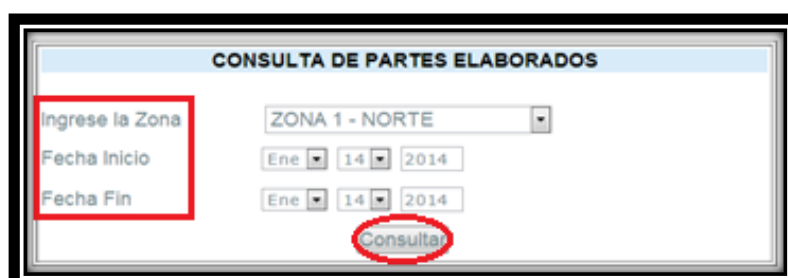 CONSULTA DE PARTES ELABORADOS
Ingrese la Zona ZONA 1 - NORTE
Fecha Inicio Ene 14 2014
Fecha Fin Ene 14 2014
Consultar